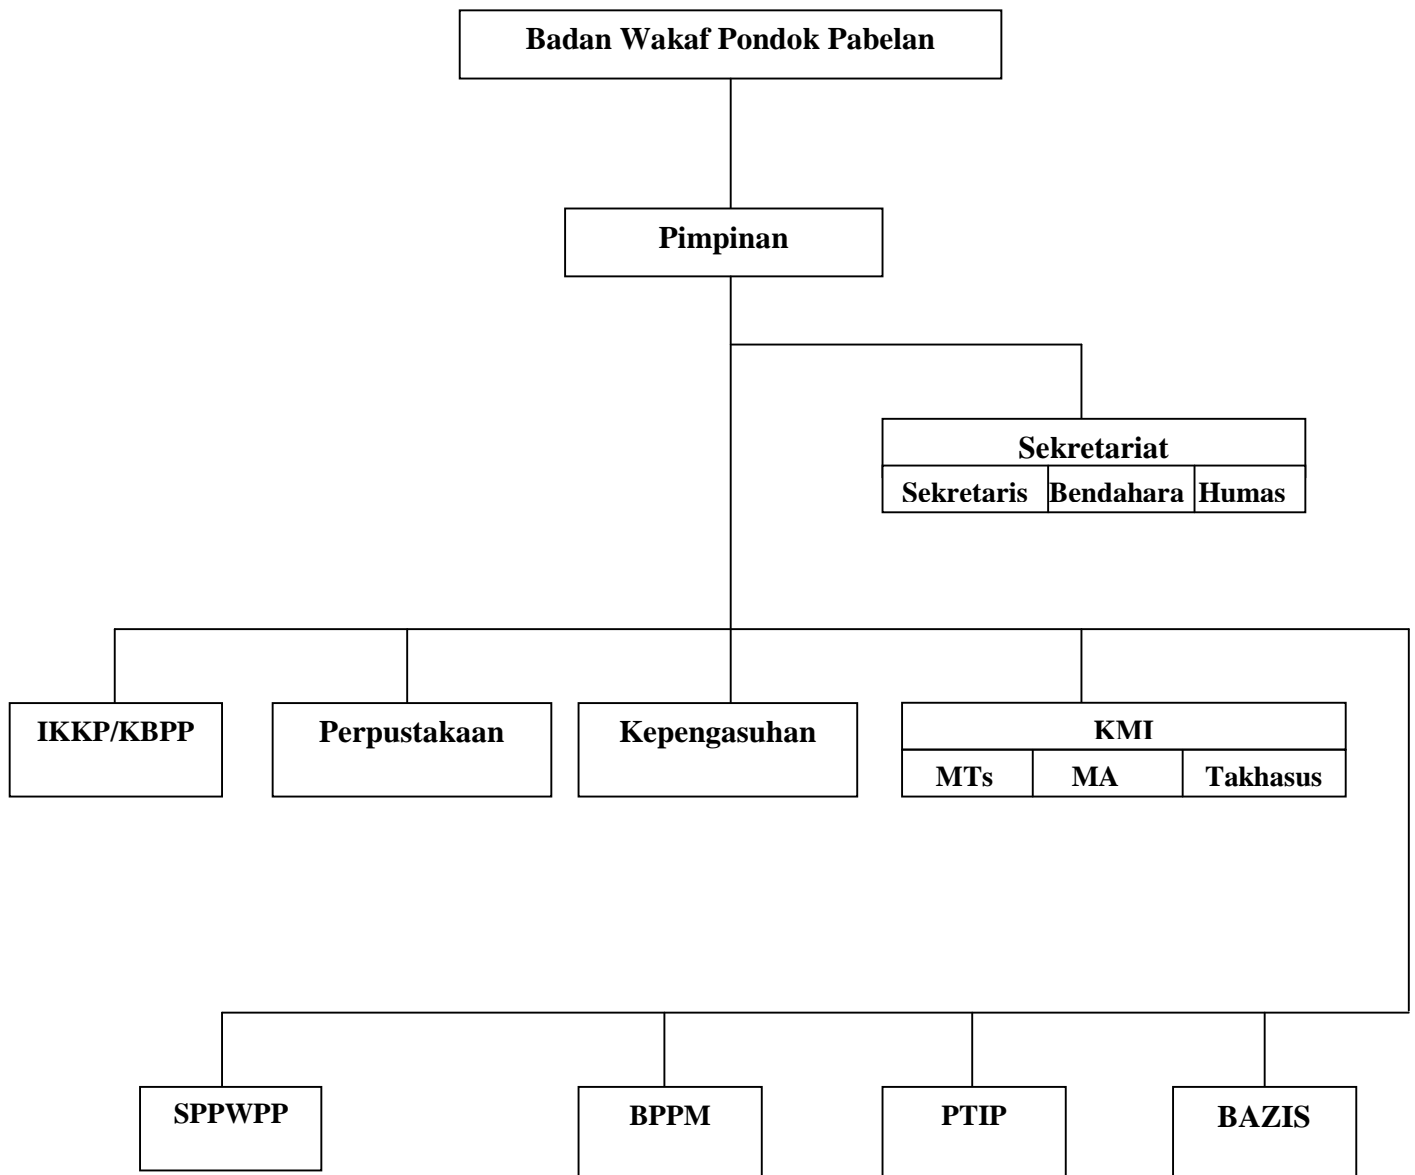 Badan Wakaf Pondok Pabelan
Pimpinan
Sekretariat
Sekretaris Bendahara Humas
IKKP/KBPP Perpustakaan Kepengasuhan KMI
MTs MA Takhasus
SPPWPP BPPM PTIP BAZIS